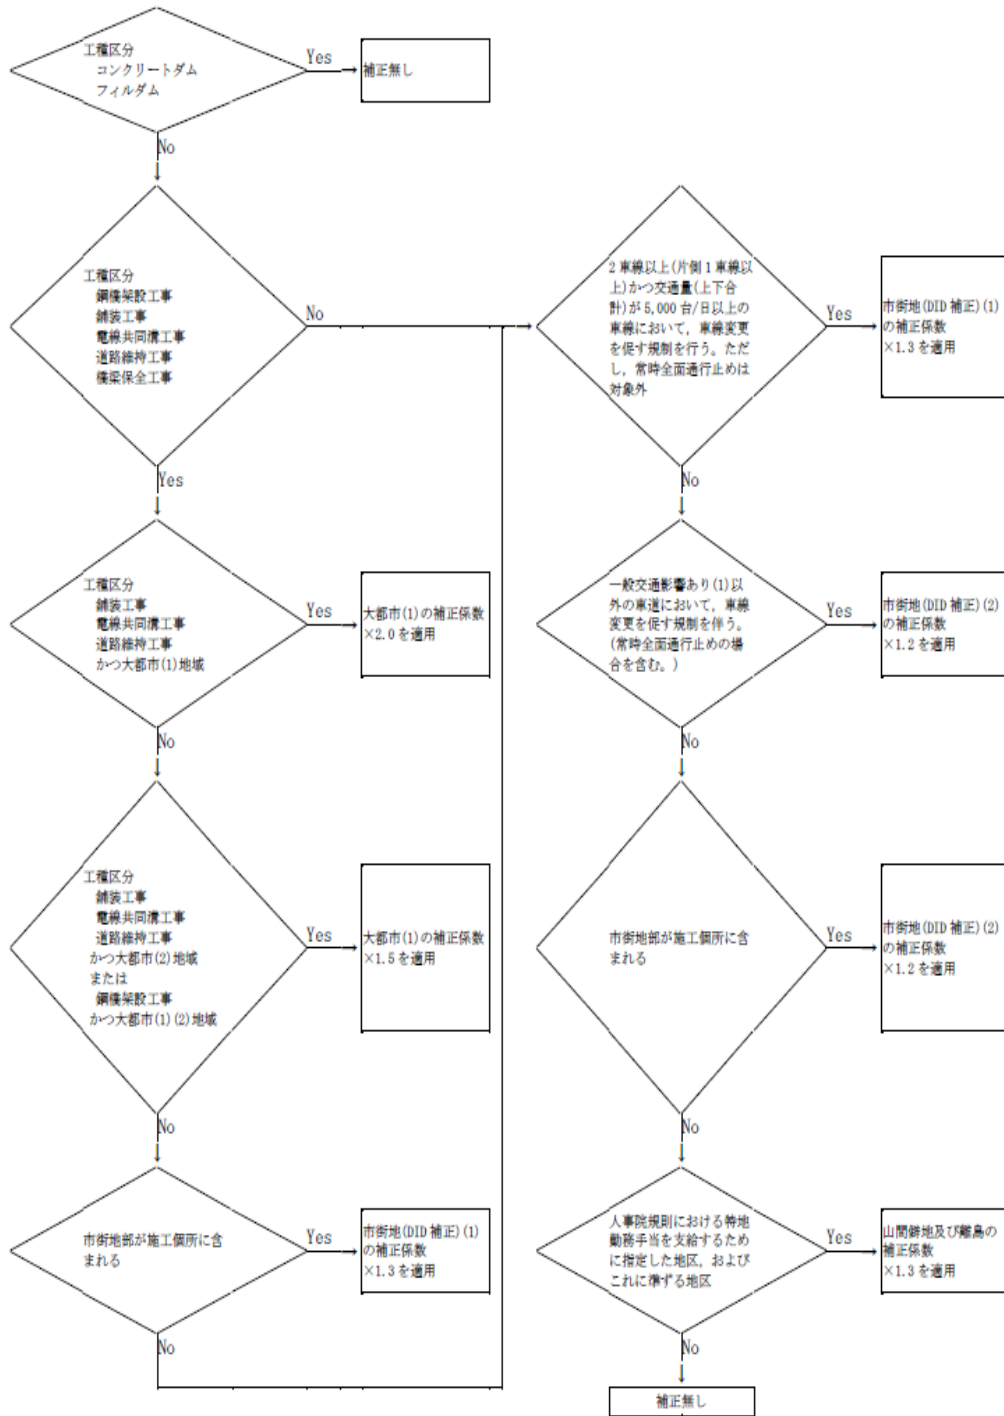 工種区分
コンクリートダム
フィルダム
Yes
補正無し
No
工種区分
鋼橋架設工事
舗装工事
電線共同溝工事
道路維持工事
橋梁保全工事
No
Yes
工種区分
舗装工事
電線共同溝工事
道路維持工事
かつ大都市(1)地域
Yes
大都市(1)の補正係数
×2.0を適用
No
工種区分
舗装工事
電線共同溝工事
道路維持工事
かつ大都市(2)地域
または
鋼橋架設工事
かつ大都市(1)(2)地域
Yes
大都市(1)の補正係数
×1.5を適用
No
市街地部が施工個所に含
まれる
Yes
市街地(DID補正)(1)
の補正係数
×1.3を適用
No
2車線以上(片側1車線以
上)かつ交通量(上下合
計)が5,000台/日以上の
車線において，車線変更
を促す規制を行う。ただ
し，常時全面通行止めは
対象外
Yes
市街地(DID補正)(1)
の補正係数
×1.3を適用
No
一般交通影響あり(1)以
外の車道において，車線
変更を促す規制を伴う。
(常時全面通行止めの場
合を含む。)
Yes
市街地(DID補正)(2)
の補正係数
×1.2を適用
No
市街地部が施工個所に含
まれる
Yes
市街地(DID補正)(2)
の補正係数
×1.2を適用
No
人事院規則における特地
勤務手当を支給するため
に指定した地区，および
これに準ずる地区
Yes
山間僻地及び離島の
補正係数
×1.3を適用
No
補正無し